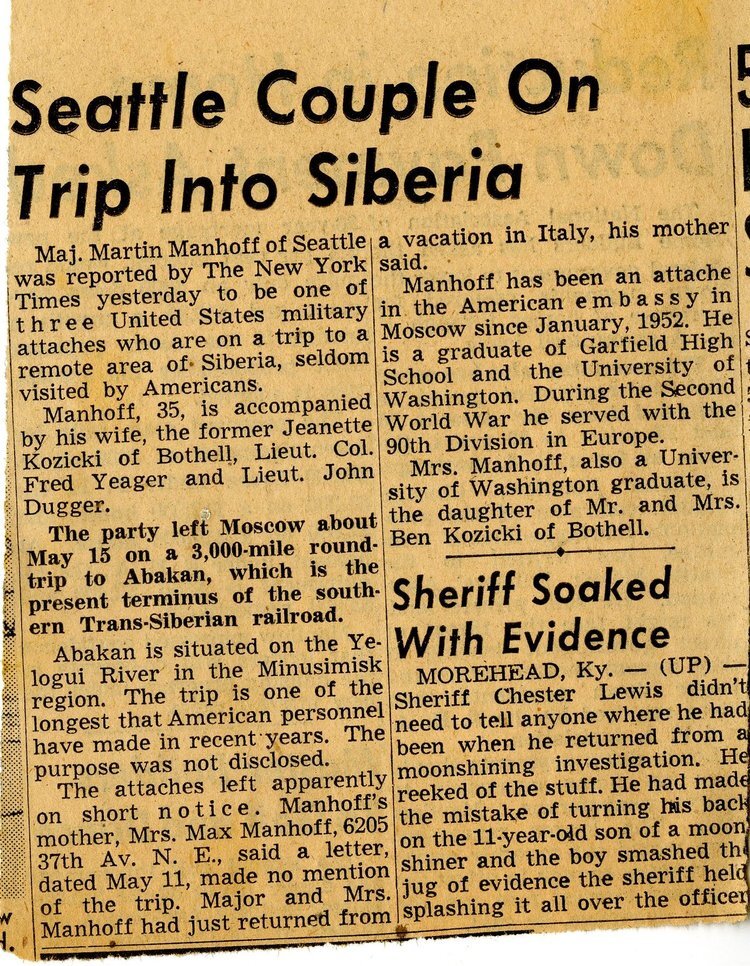 Seattle Couple On
Trip Into Siberia
Maj. Martin Manhoff of Seattle
was reported by The New York
Times yesterday to be one of
three United States military
attaches who are on a trip to a
remote area of Siberia, seldom
visited by Americans.
Manhoff, 35, is accompanied
by his wife, the former Jeanette
Kozicki of Bothell, Lieut. Col.
Fred Yeager and Lieut. John
Dugger.
The party left Moscow about
May 15 on a 3,000-mile round-
trip to Abakan, which is the
present terminus of the south-
ern Trans-Siberian railroad.
Abakan is situated on the Ye-
logui River in the Minusimisk
region. The trip is one of the
longest that American personnel
have made in recent years. The
purpose was not disclosed.
The attaches left apparently
on short notice. Manhoff's
mother, Mrs. Max Manhoff, 6205
37th Av. N. E., said a letter,
dated May 11, made no mention
of the trip. Major and Mrs.
Manhoff had just returned from
a vacation in Italy, his mother
said.
Manhoff has been an attache
in the American embassy in
Moscow since January, 1952. He
is a graduate of Garfield High
School and the University of
Washington. During the Second
World War he served with the
90th Division in Europe.
Mrs. Manhoff, also a Univer-
sity of Washington graduate, is
the daughter of Mr. and Mrs.
Ben Kozicki of Bothell.
Sheriff Soaked
With Evidence
MOREHEAD, Ky. — (UP) —
Sheriff Chester Lewis didn't
need to tell anyone where he had
been when he returned from a
moonshining investigation. He
reeked of the stuff. He had made
the mistake of turning his back
on the 11-year-old son of a moon
shiner and the boy smashed the
jug of evidence the sheriff held
splashing it all over the officer